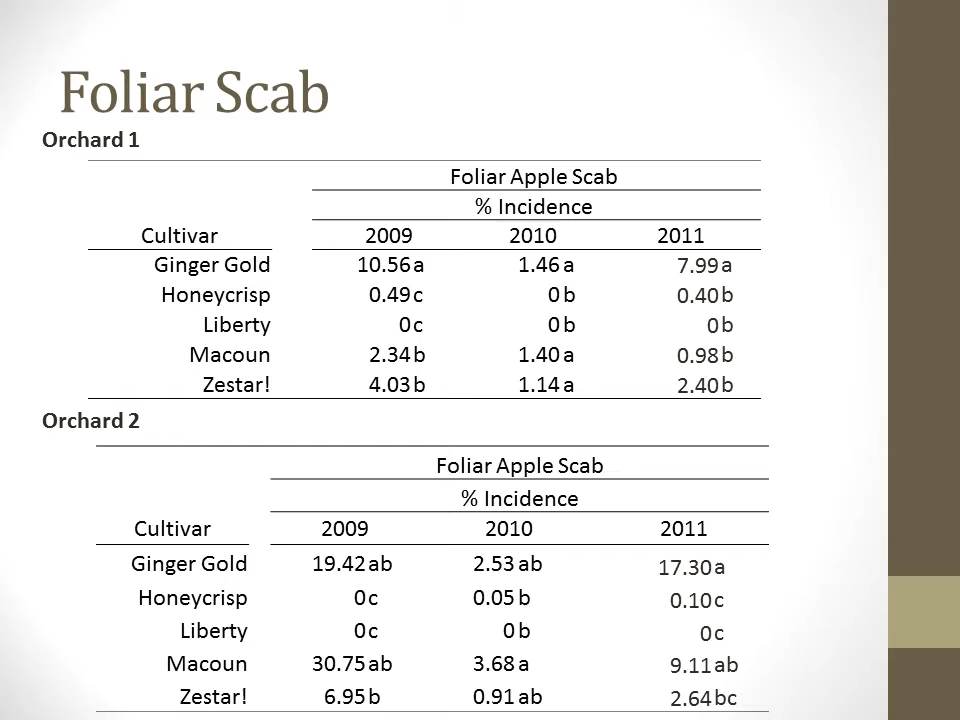 Foliar Scab
Orchard 1
Foliar Apple Scab
% Incidence
Cultivar 2009 2010 2011
Ginger Gold 10.56 a 1.46 a 7.99 a
Honeycrisp 0.49 c 0 b 0.40 b
Liberty 0 c 0 b 0 b
Macoun 2.34 b 1.40 a 0.98 b
Zestar! 4.03 b 1.14 a 2.40 b
Orchard 2
Foliar Apple Scab
% Incidence
Cultivar 2009 2010 2011
Ginger Gold 19.42 ab 2.53 ab 17.30 a
Honeycrisp 0 c 0.05 b 0.10 c
Liberty 0 c 0 b 0 c
Macoun 30.75 ab 3.68 a 9.11 ab
Zestar! 6.95 b 0.91 ab 2.64 bc